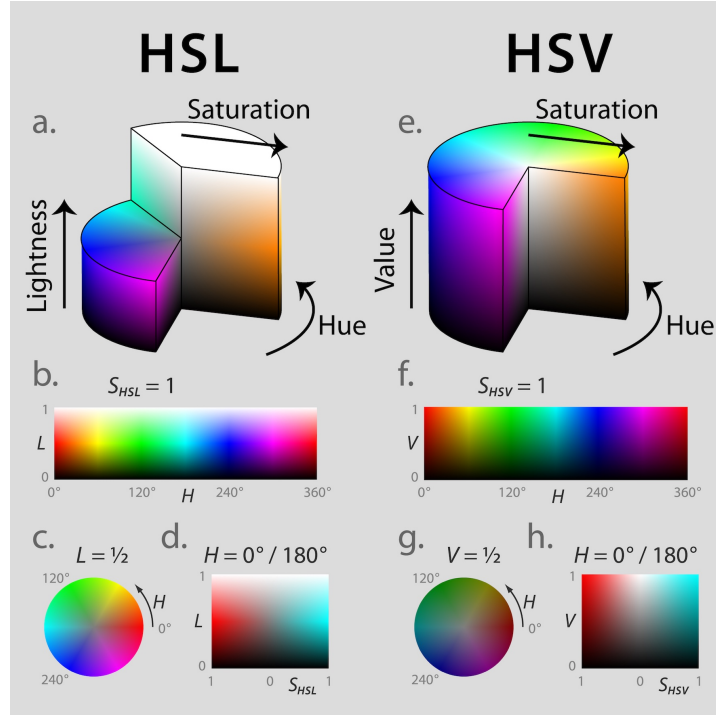 HSL
HSV
a.
Saturation
Lightness
Hue
e.
Saturation
Value
Hue
b.
S_HSL = 1
1
L
0
0° 120° 240° 360°
H
f.
S_HSV = 1
1
V
0
0° 120° 240° 360°
H
c.
L = ½
120°
H
0°
240°
d.
H = 0° / 180°
1
L
0
1 0 1
S_HSL
g.
V = ½
120°
H
0°
240°
h.
H = 0° / 180°
1
V
0
1 0 1
S_HSV